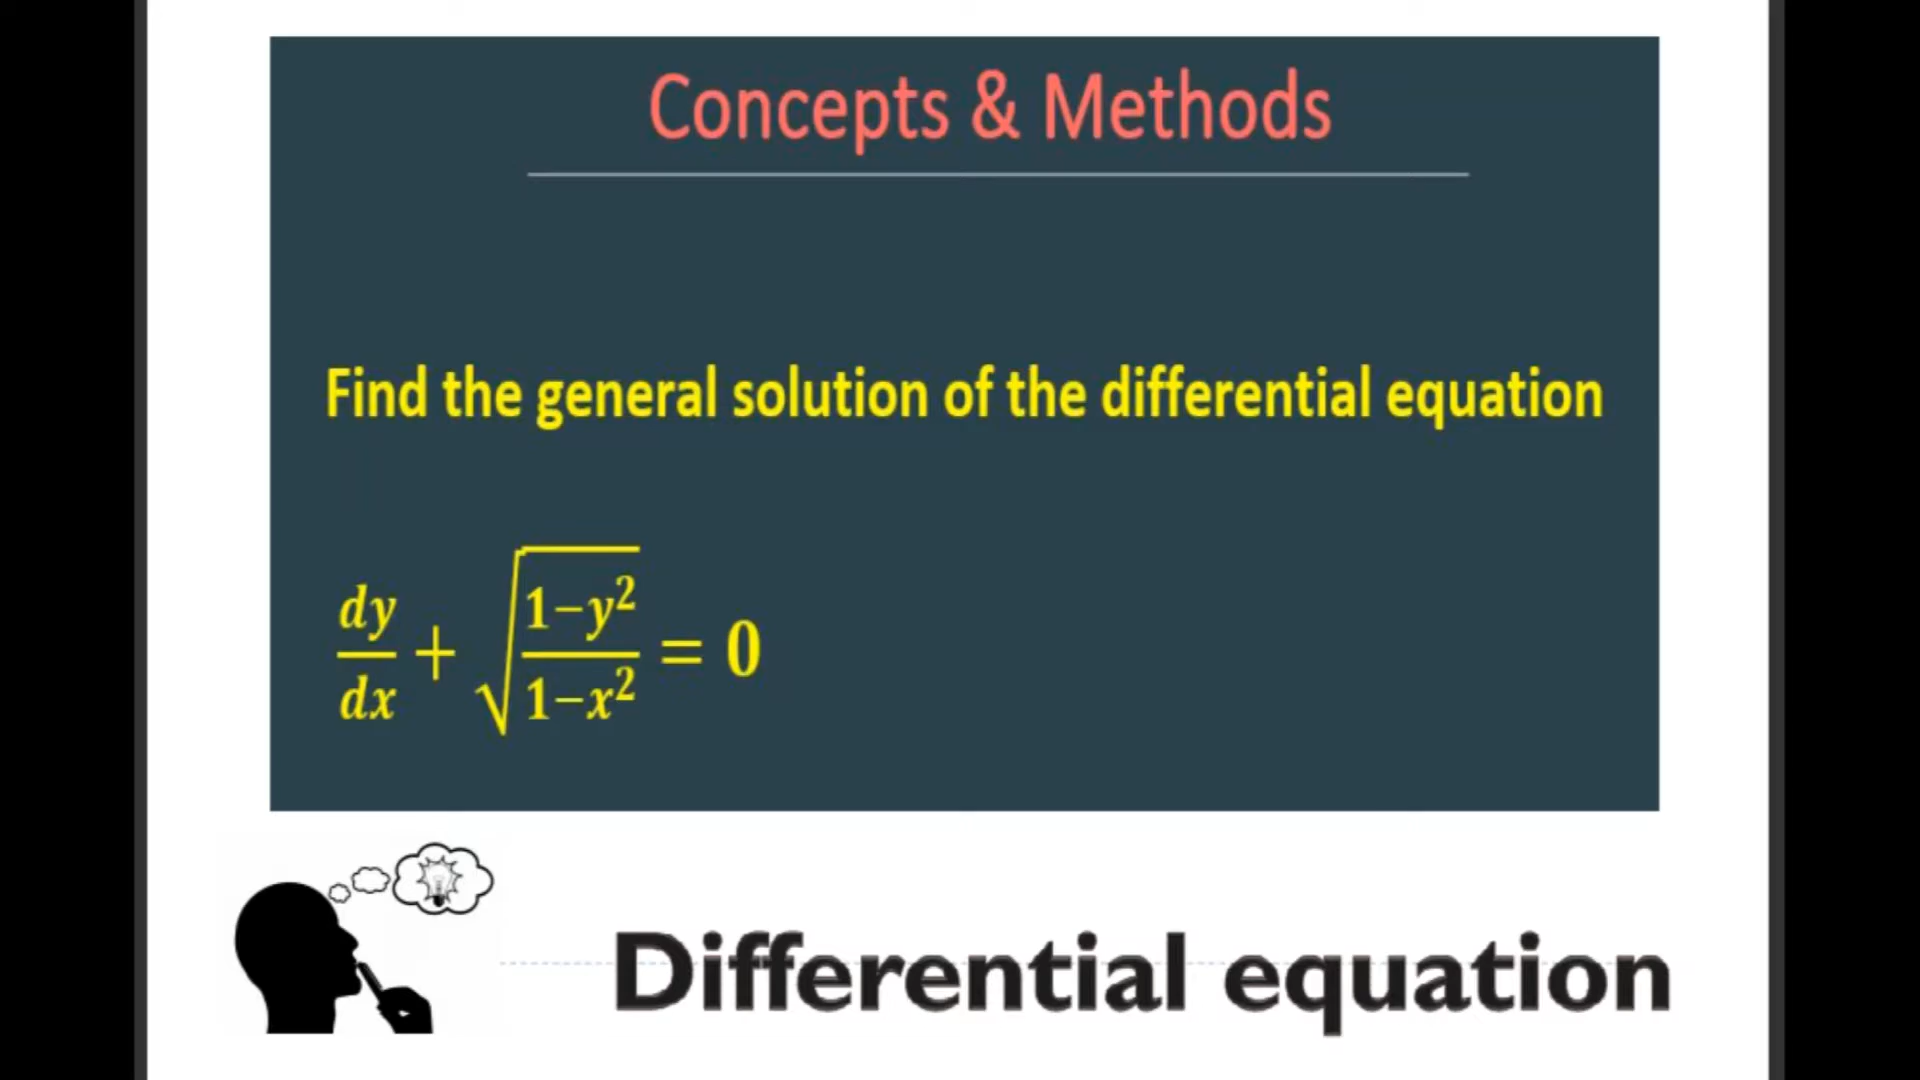 Concepts & Methods
Find the general solution of the differential equation
dy/dx + √((1−y²)/(1−x²)) = 0
Differential equation